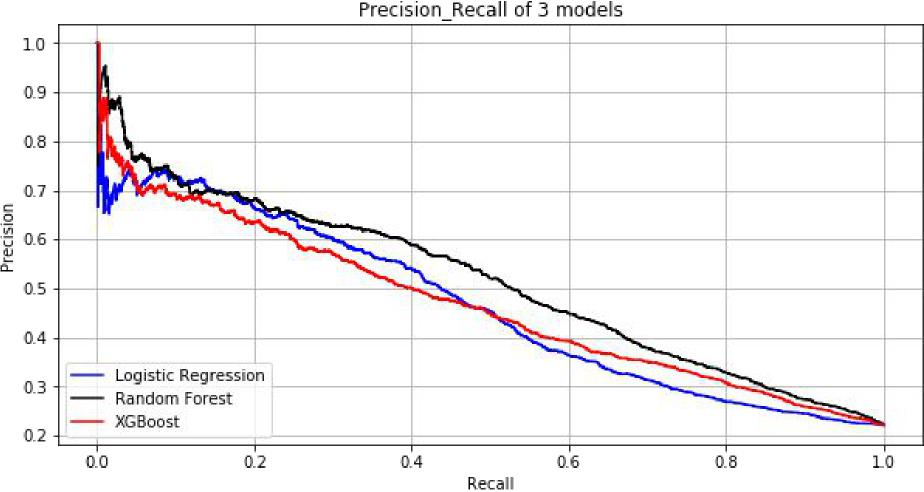 Precision_Recall of 3 models
Precision
1.0
0.9
0.8
0.7
0.6
0.5
0.4
0.3
0.2
Logistic Regression
Random Forest
XGBoost
0.0 0.2 0.4 0.6 0.8 1.0
Recall